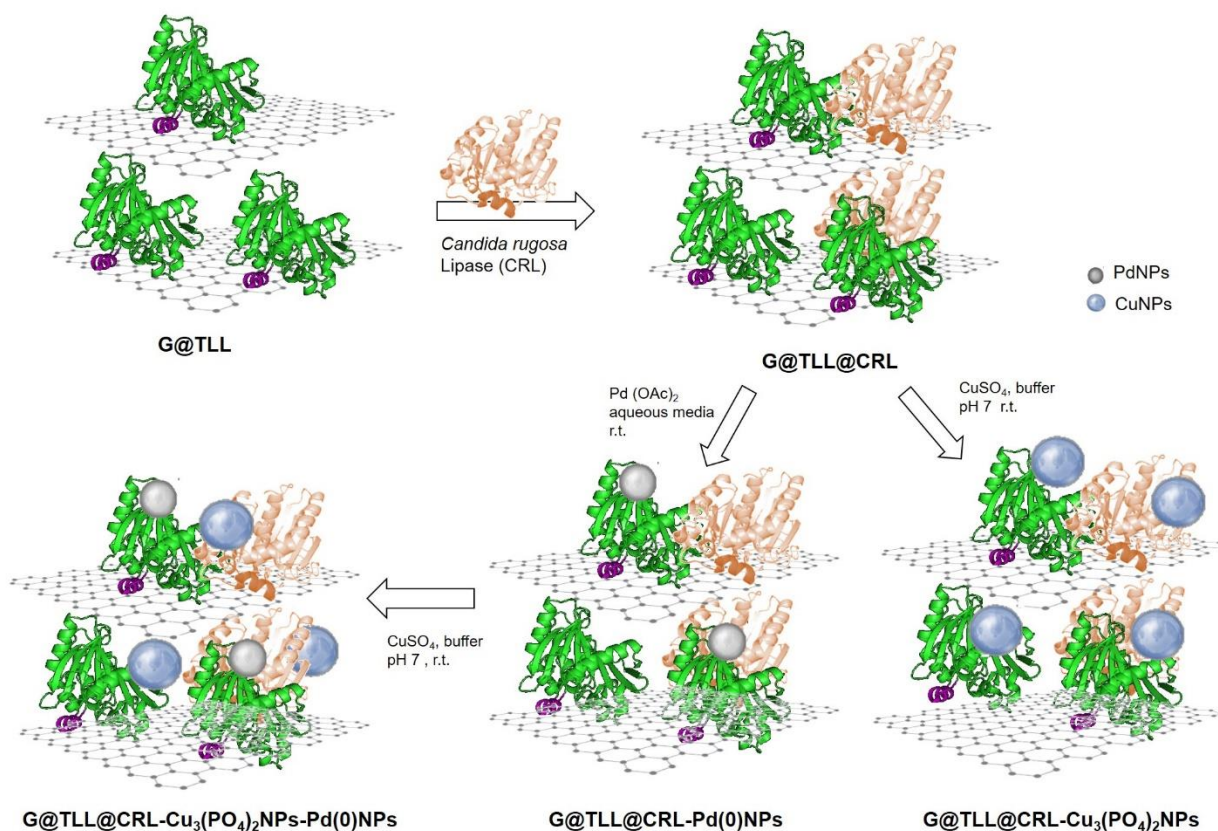 Candida rugosa
Lipase (CRL)
PdNPs
CuNPs
G@TLL
G@TLL@CRL
Pd (OAc)₂
aqueous media
r.t.
CuSO₄, buffer
pH 7 r.t.
CuSO₄, buffer
pH 7 , r.t.
G@TLL@CRL-Cu₃(PO₄)₂NPs-Pd(0)NPs
G@TLL@CRL-Pd(0)NPs
G@TLL@CRL-Cu₃(PO₄)₂NPs